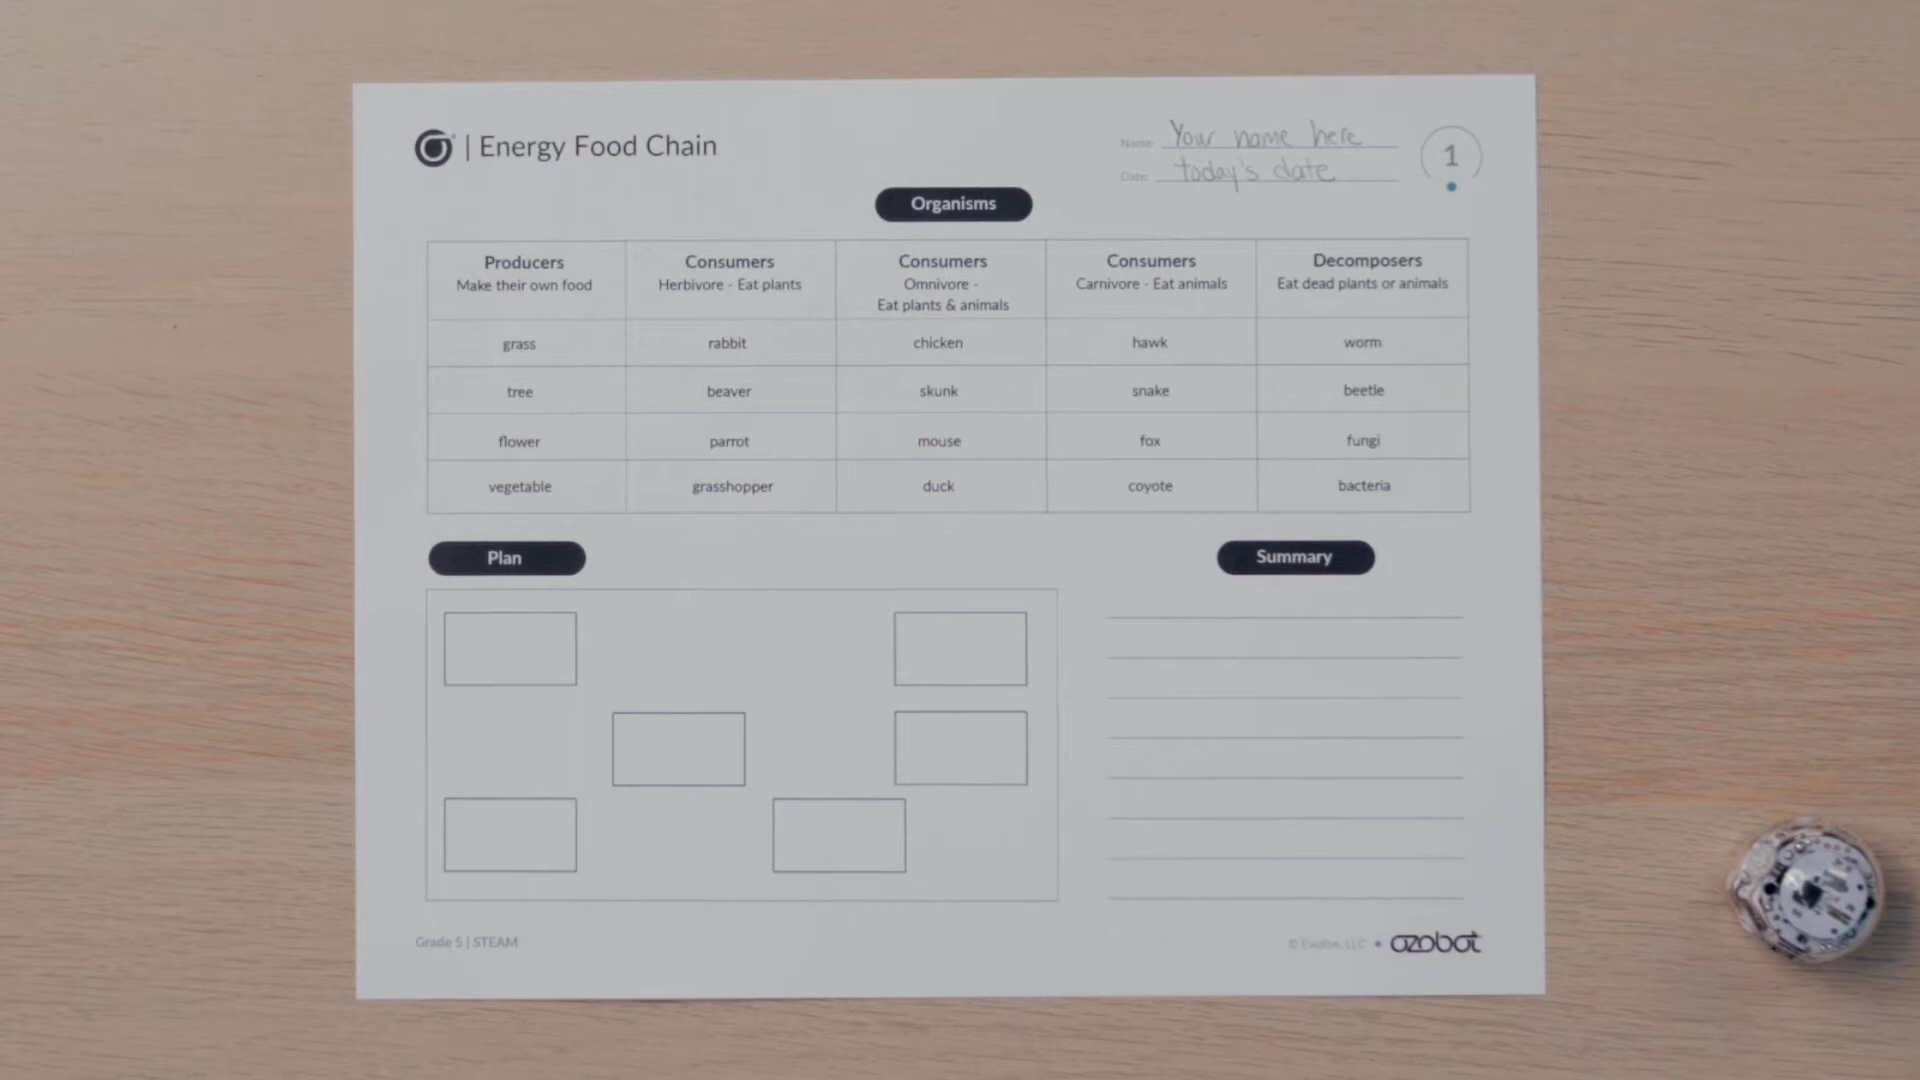 | Energy Food Chain
Name: Your name here
Date: today's date
1
Organisms
Producers
Make their own food
Consumers
Herbivore - Eat plants
Consumers
Omnivore -
Eat plants & animals
Consumers
Carnivore - Eat animals
Decomposers
Eat dead plants or animals
grass rabbit chicken hawk worm
tree beaver skunk snake beetle
flower parrot mouse fox fungi
vegetable grasshopper duck coyote bacteria
Plan
Summary
Grade 5 | STEAM
© Evollve, LLC • ozobot